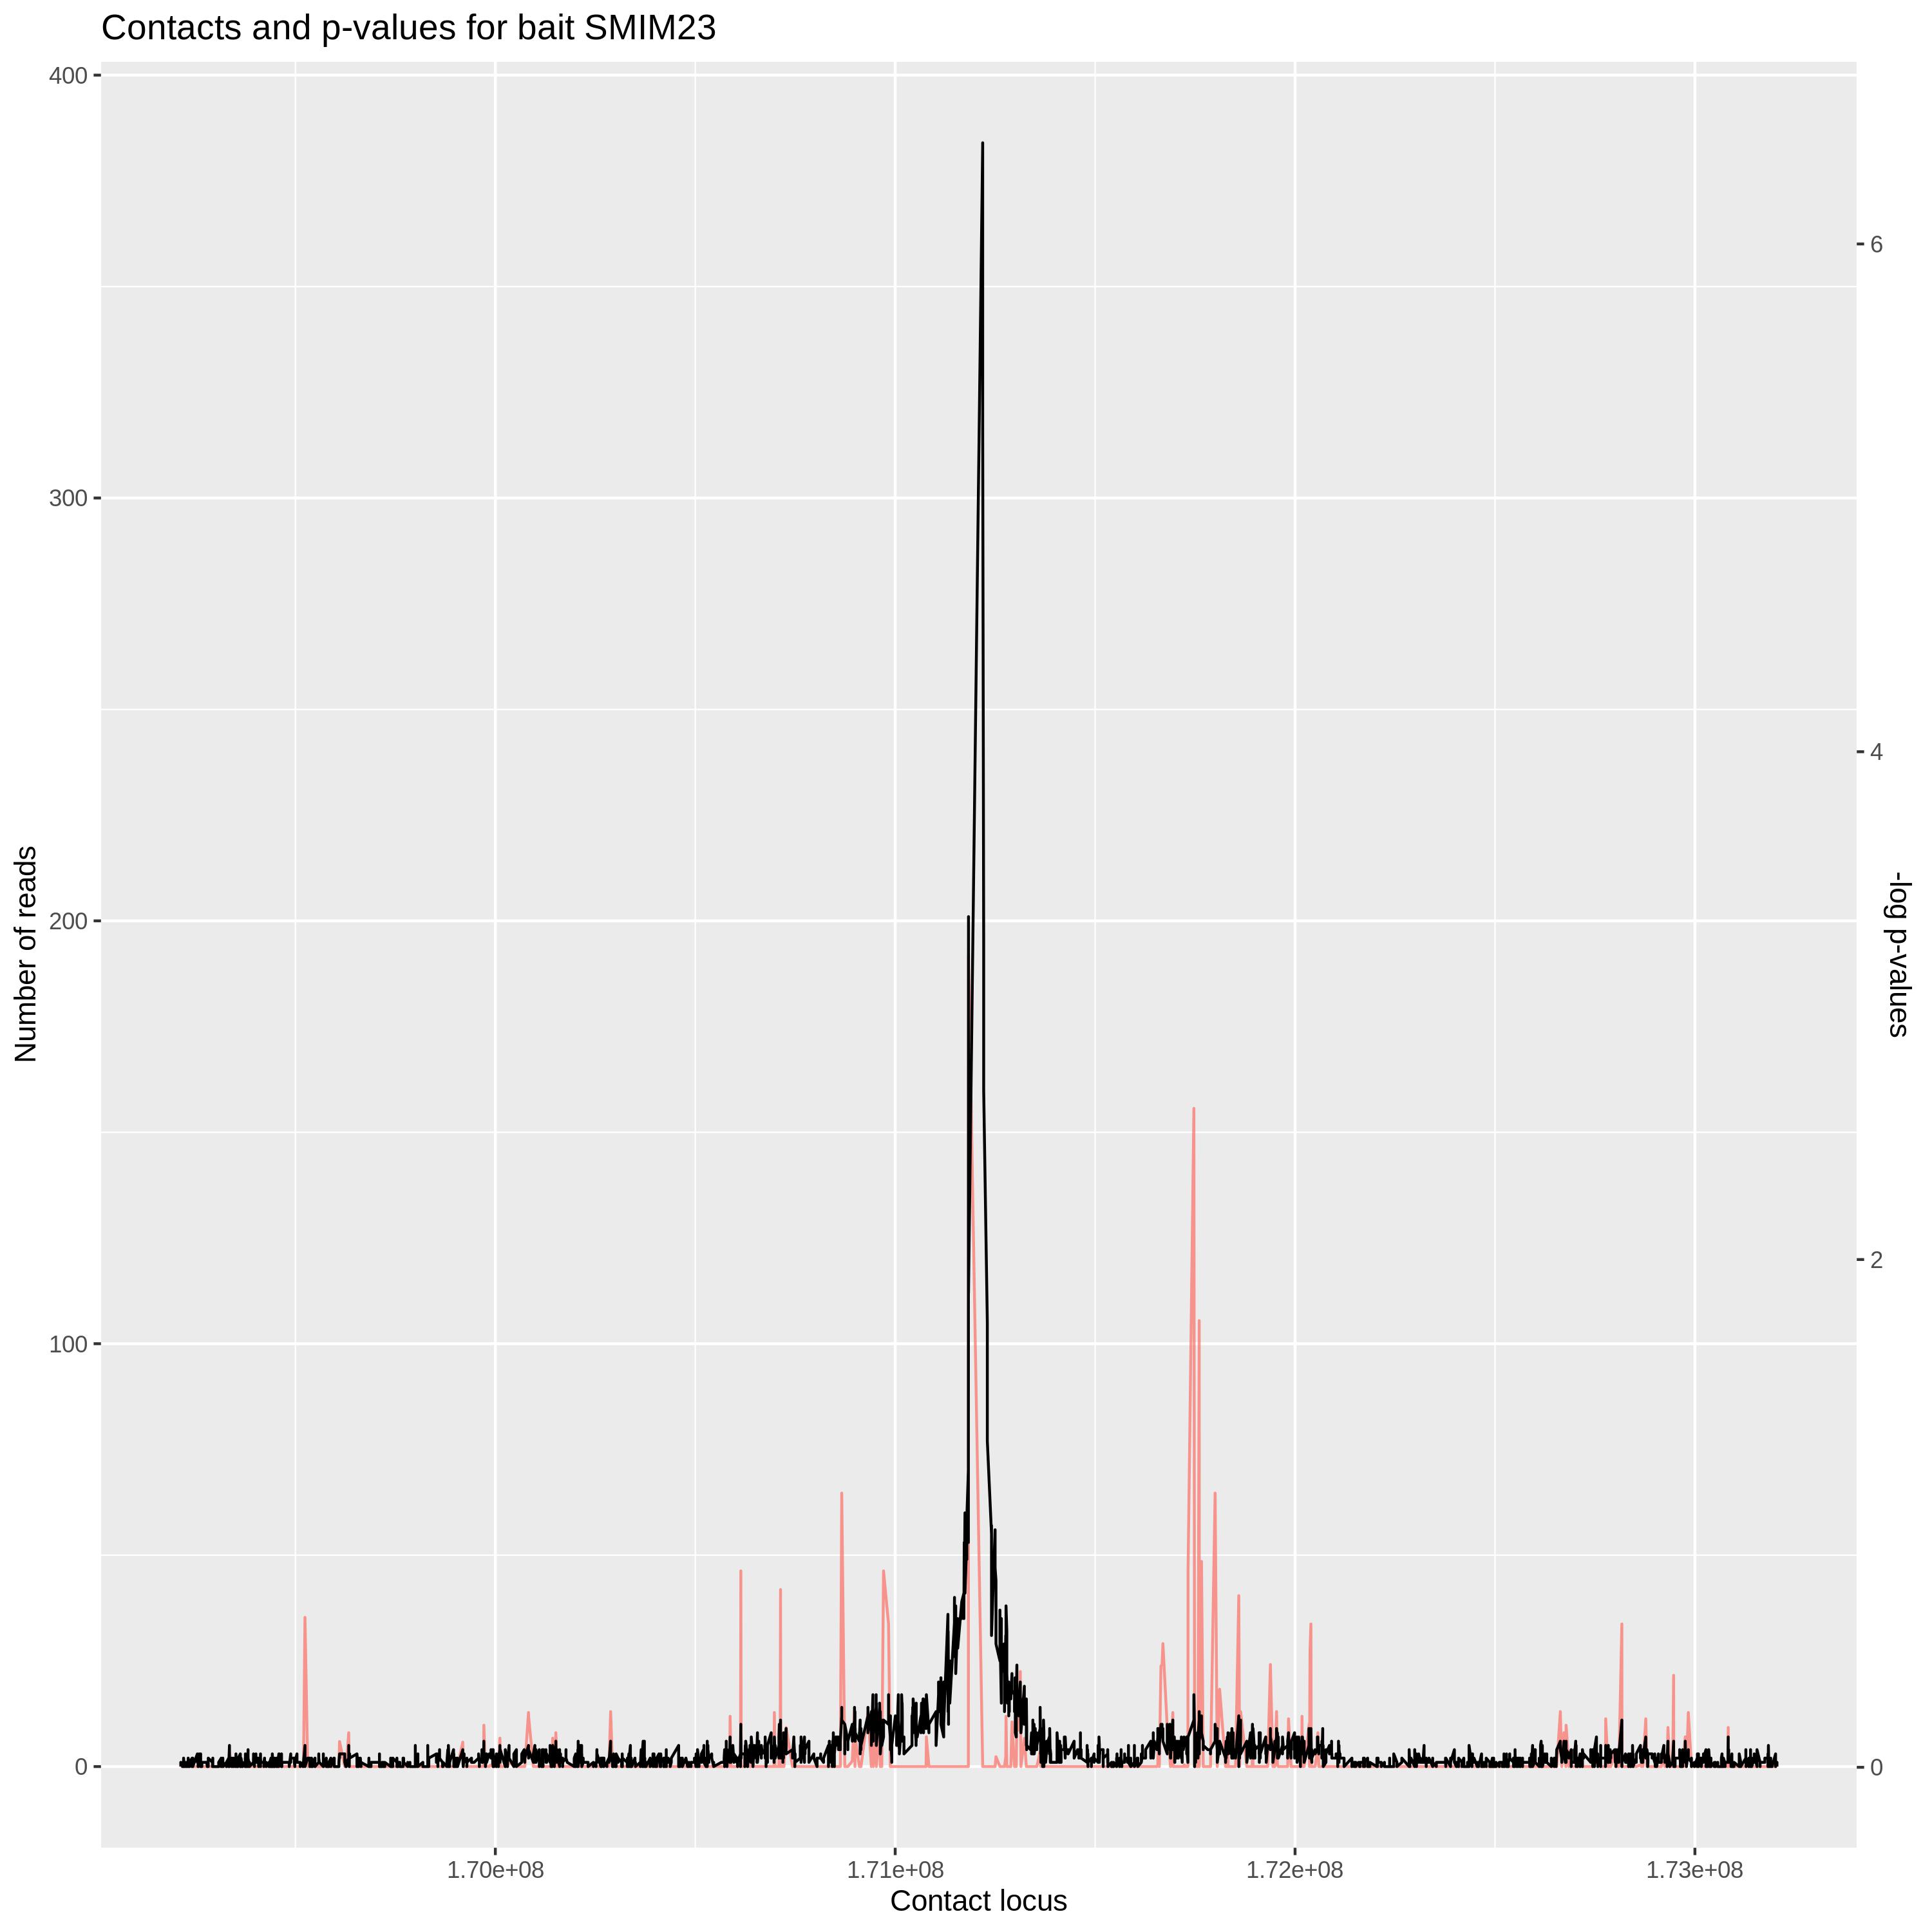 Contacts and p-values for bait SMIM23
400
300
200
100
0
Number of reads
6
4
2
0
-log p-values
1.70e+08
1.71e+08
1.72e+08
1.73e+08
Contact locus